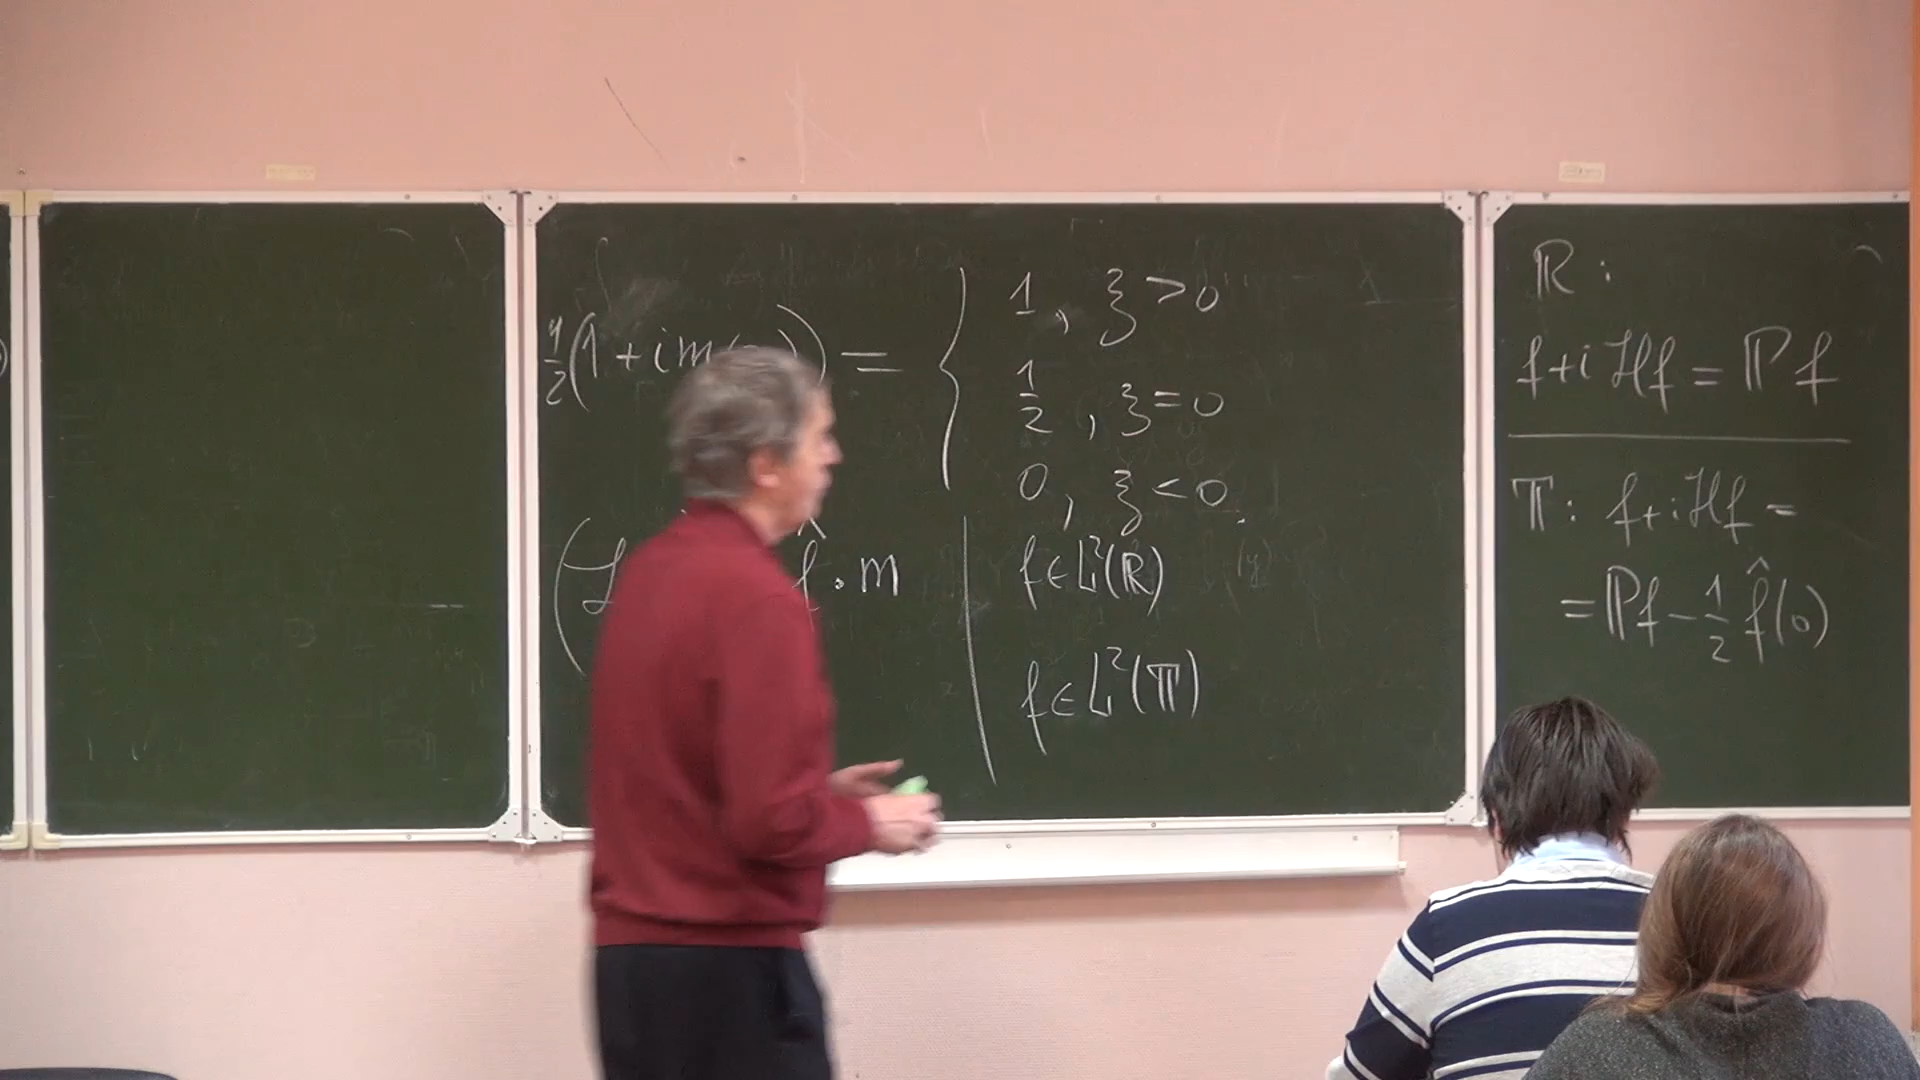 ½(1+im( )) = { 1, ξ > 0
½, ξ = 0
0, ξ < 0
· m | f ∈ L²(ℝ)
f ∈ L²(𝕋)
ℝ :
f + i ℋf = ℙf
𝕋 : f + i ℋf =
= ℙf − ½ f̂(0)